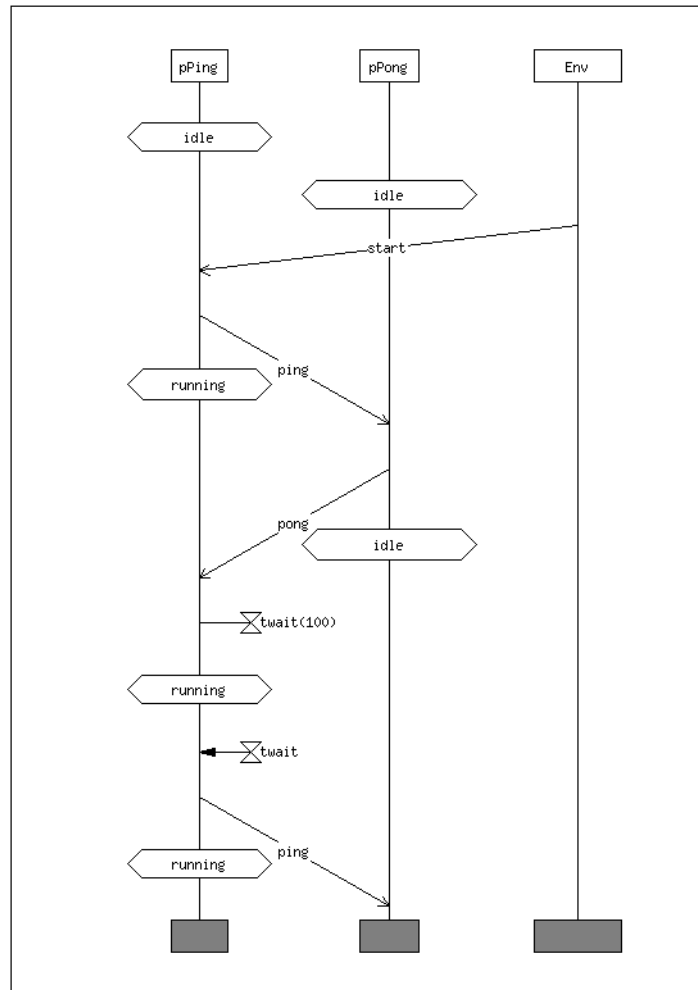 pPing
pPong
Env
idle
idle
start
ping
running
pong
idle
twait(100)
running
twait
ping
running